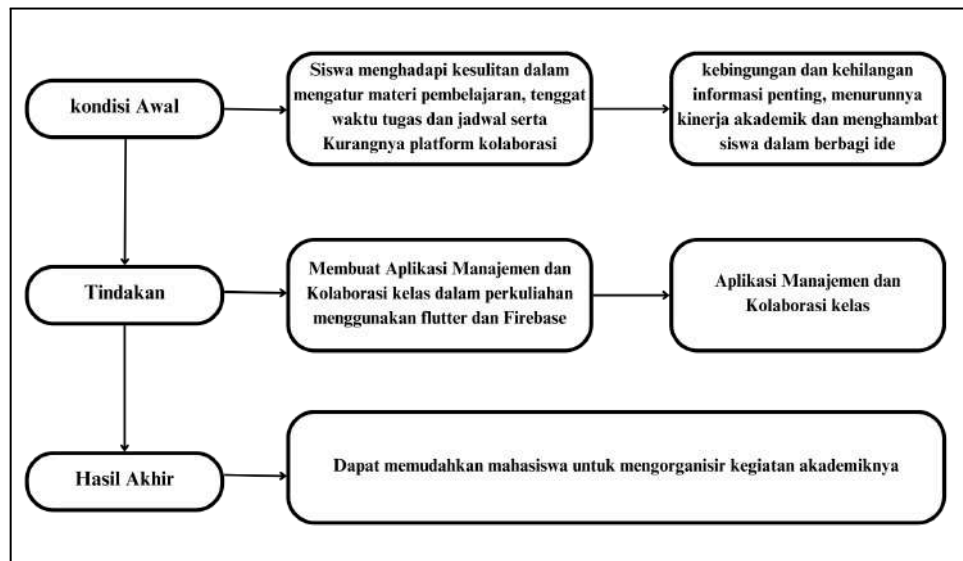 kondisi Awal
Siswa menghadapi kesulitan dalam
mengatur materi pembelajaran, tenggat
waktu tugas dan jadwal serta
Kurangnya platform kolaborasi
kebingungan dan kehilangan
informasi penting, menurunnya
kinerja akademik dan menghambat
siswa dalam berbagi ide
Tindakan
Membuat Aplikasi Manajemen dan
Kolaborasi kelas dalam perkuliahan
menggunakan flutter dan Firebase
Aplikasi Manajemen dan
Kolaborasi kelas
Hasil Akhir
Dapat memudahkan mahasiswa untuk mengorganisir kegiatan akademiknya